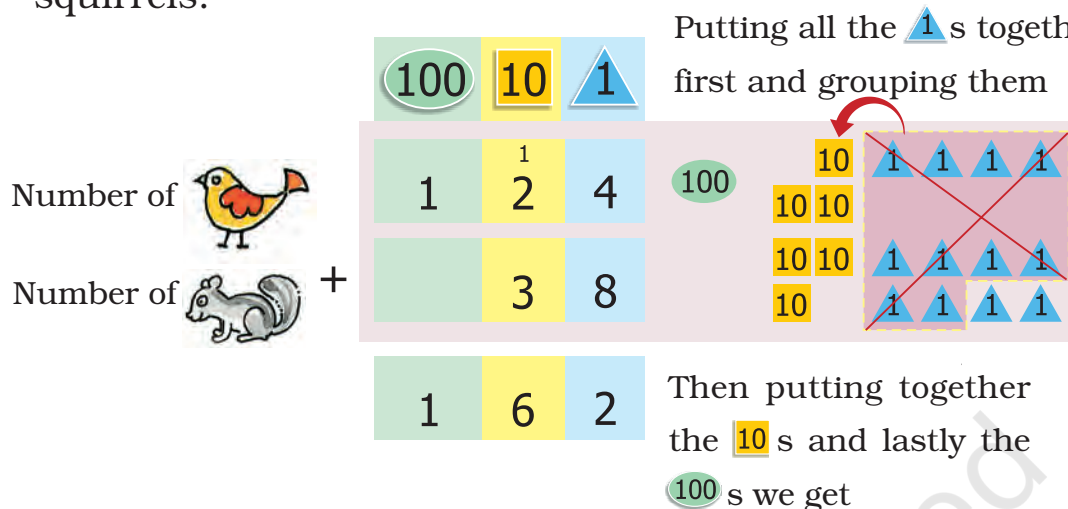 squirrels.
Putting all the 1 s togeth
first and grouping them
100 10 1
1
Number of 1 2 4
Number of + 3 8
1 6 2
100
10 1 1 1 1
10 10
10 10 1 1 1 1
10 1 1 1 1
Then putting together
the 10 s and lastly the
100 s we get